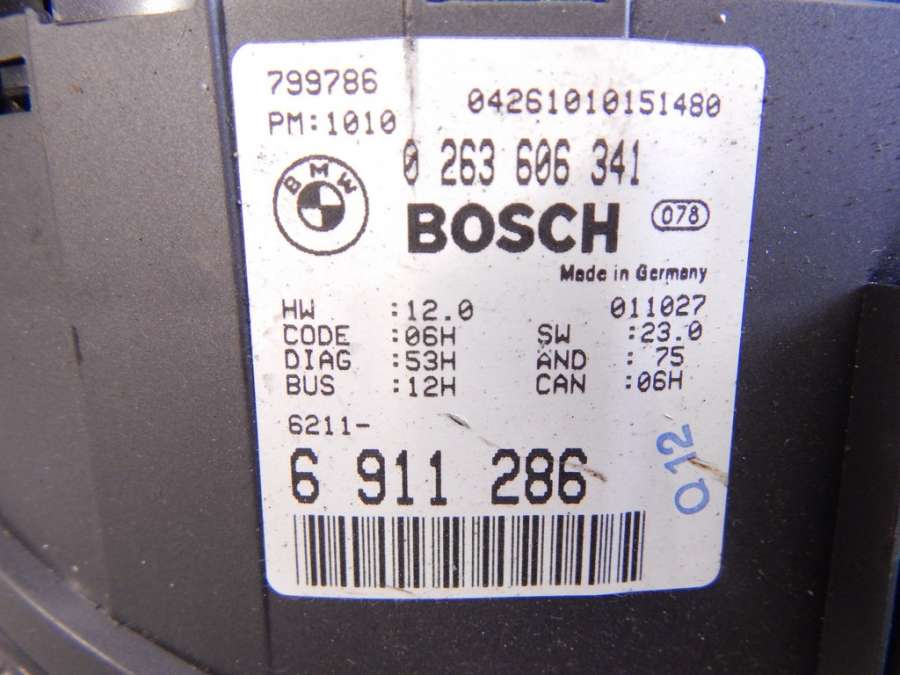 799786
04261010151480
PM:1010
0 263 606 341
BMW
BOSCH 078
Made in Germany
HW :12.0 011027
CODE :06H SW :23.0
DIAG :53H AND : 75
BUS :12H CAN :06H
6211-
6 911 286
Q 12